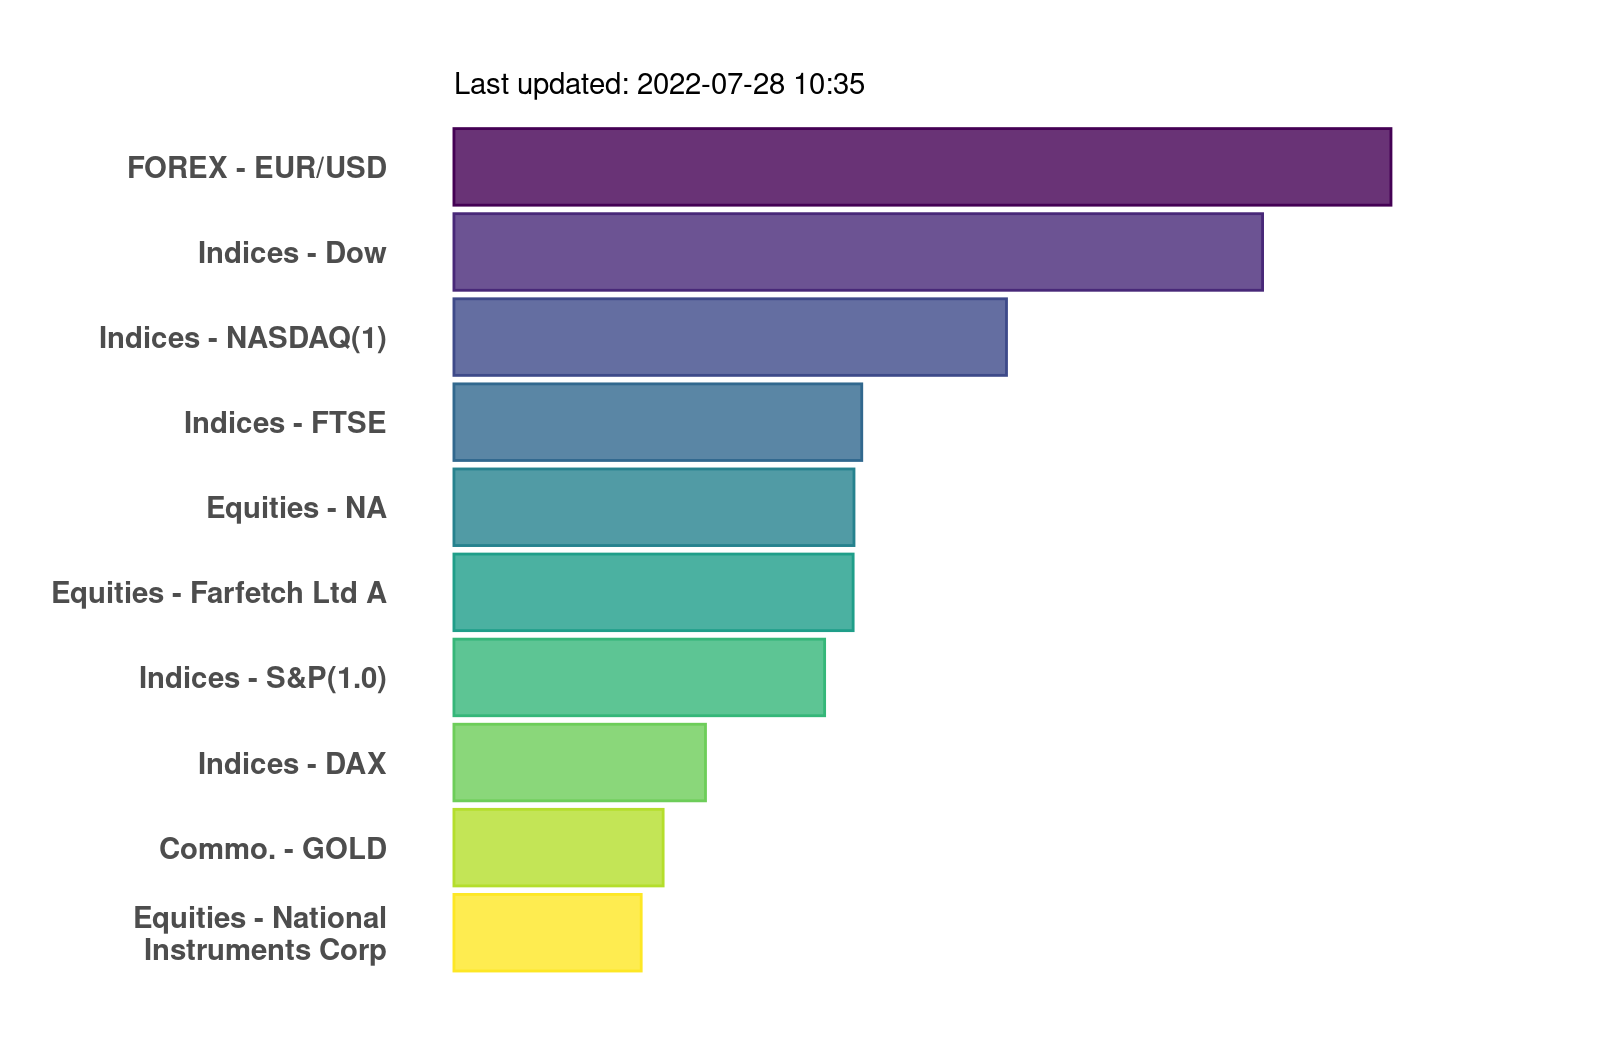 Last updated: 2022-07-28 10:35
FOREX - EUR/USD
Indices - Dow
Indices - NASDAQ(1)
Indices - FTSE
Equities - NA
Equities - Farfetch Ltd A
Indices - S&P(1.0)
Indices - DAX
Commo. - GOLD
Equities - National
Instruments Corp